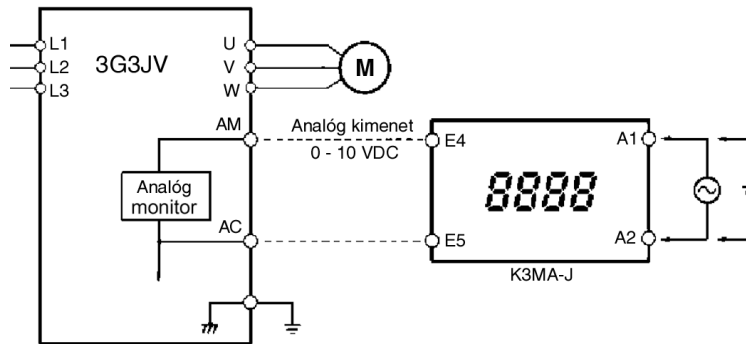 L1
L2
L3
3G3JV
U
V
W
M
AM
AC
Analóg
monitor
Analóg kimenet
0 - 10 VDC
E4
E5
8888
A1
A2
K3MA-J